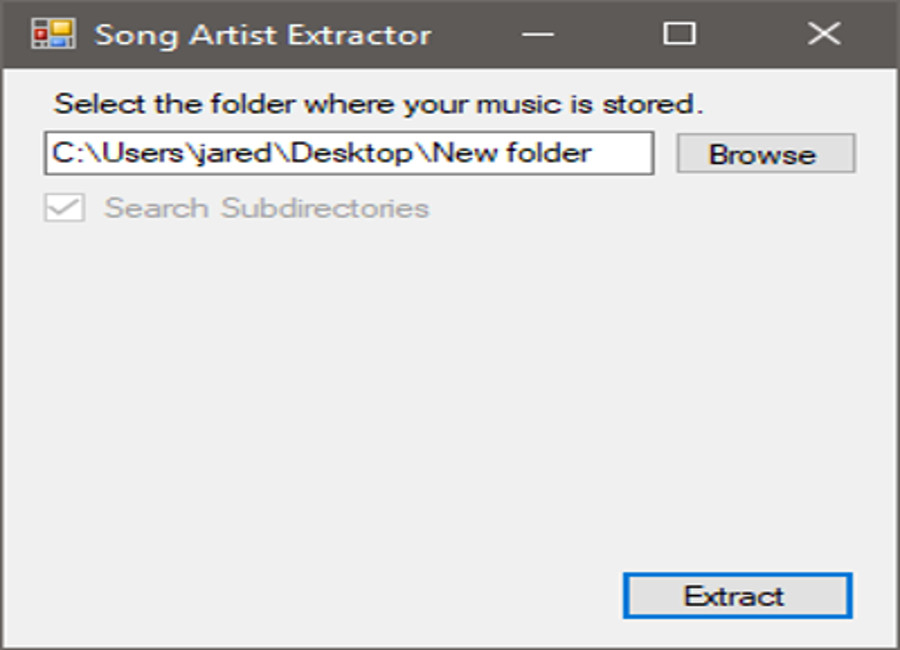 Song Artist Extractor
Select the folder where your music is stored.
C:\Users\jared\Desktop\New folder
Browse
Search Subdirectories
Extract